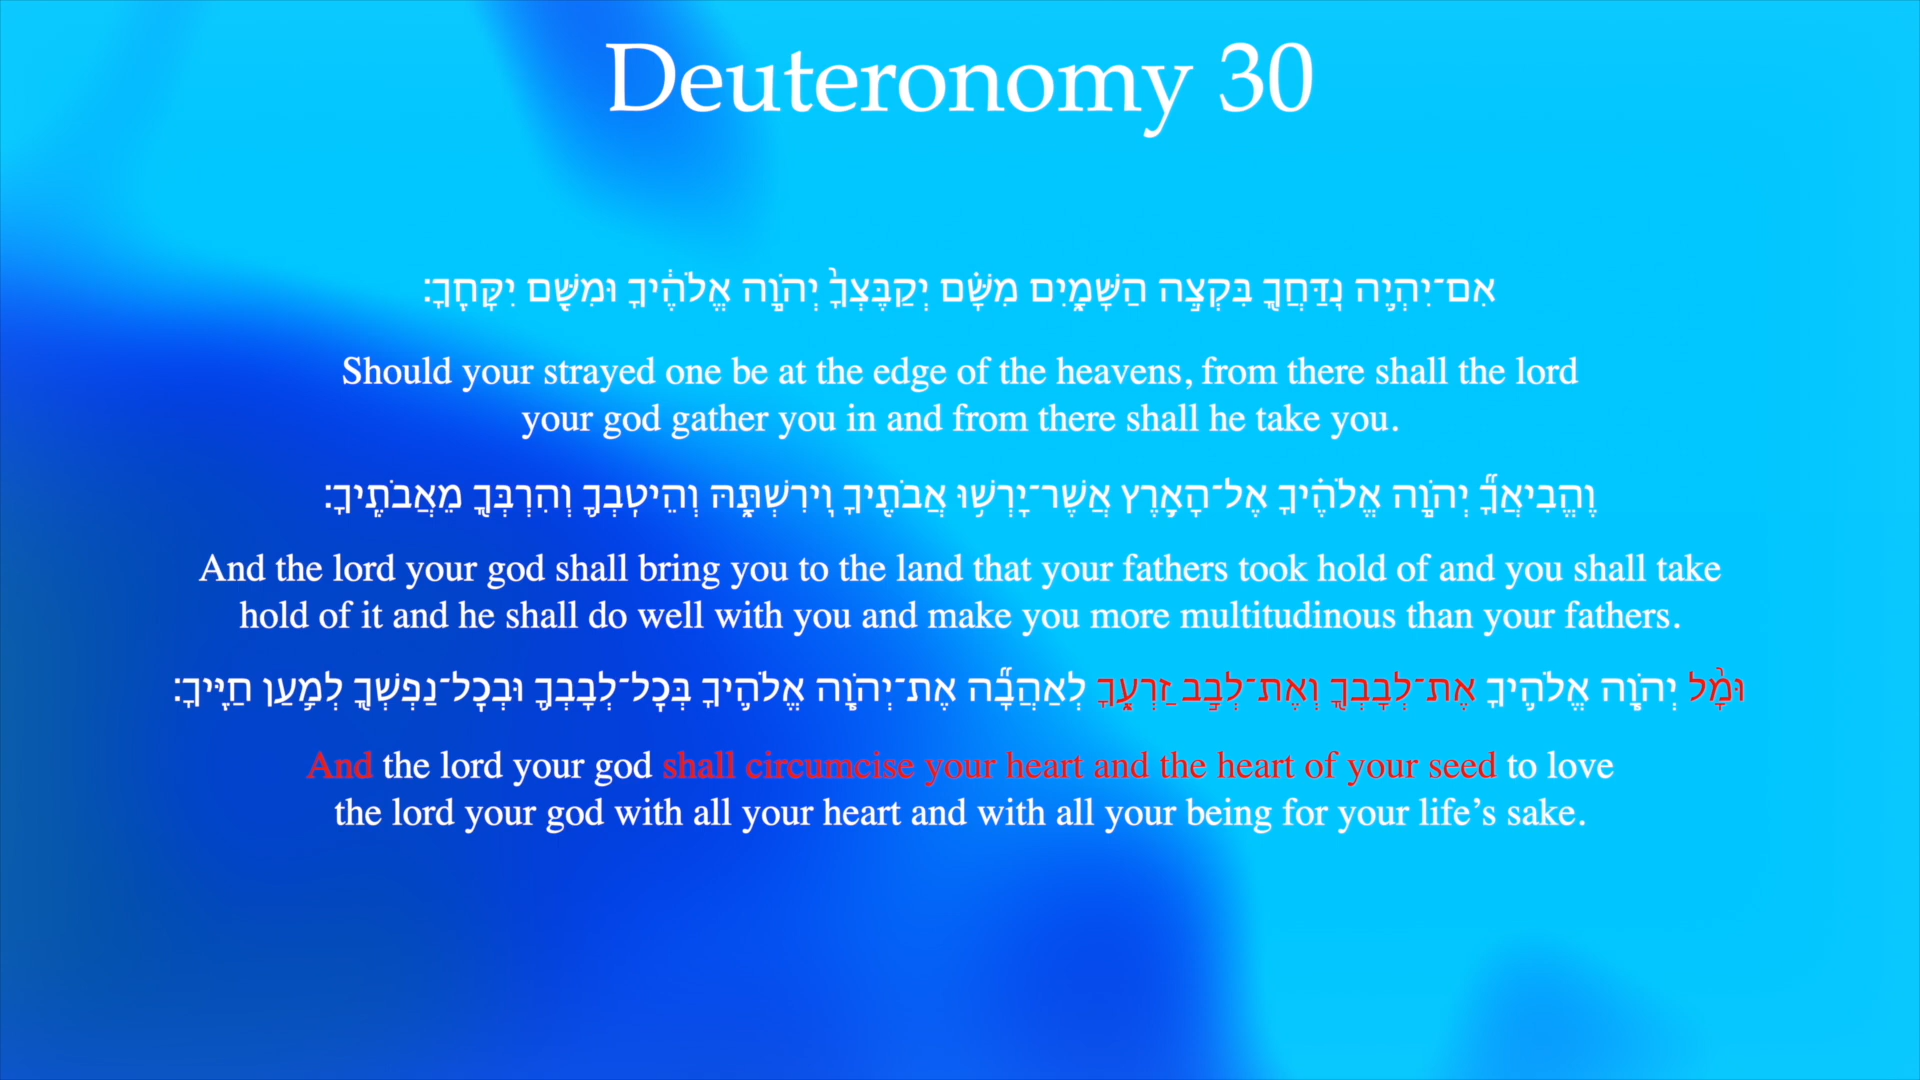 Deuteronomy 30
אִם־יִהְיֶ֥ה נִֽדַּחֲךָ֖ בִּקְצֵ֣ה הַשָּׁמָ֑יִם מִשָּׁ֗ם יְקַבֶּצְךָ֙ יְהֹוָ֣ה אֱלֹהֶ֔יךָ וּמִשָּׁ֖ם יִקָּחֶֽךָ׃
Should your strayed one be at the edge of the heavens, from there shall the lord
your god gather you in and from there shall he take you.
וֶהֱבִֽיאֲךָ֞ יְהֹוָ֣ה אֱלֹהֶ֗יךָ אֶל־הָאָ֛רֶץ אֲשֶׁר־יָרְשׁ֥וּ אֲבֹתֶ֖יךָ וִֽירִשְׁתָּ֑הּ וְהֵיטִֽבְךָ֥ וְהִרְבְּךָ֖ מֵאֲבֹתֶֽיךָ׃
And the lord your god shall bring you to the land that your fathers took hold of and you shall take
hold of it and he shall do well with you and make you more multitudinous than your fathers.
וּמָ֨ל יְהֹוָ֧ה אֱלֹהֶ֛יךָ אֶת־לְבָבְךָ֖ וְאֶת־לְבַ֣ב זַרְעֶ֑ךָ לְאַהֲבָ֞ה אֶת־יְהֹוָ֧ה אֱלֹהֶ֛יךָ בְּכׇל־לְבָבְךָ֥ וּבְכׇל־נַפְשְׁךָ֖ לְמַ֥עַן חַיֶּֽיךָ׃
And the lord your god shall circumcise your heart and the heart of your seed to love
the lord your god with all your heart and with all your being for your life’s sake.